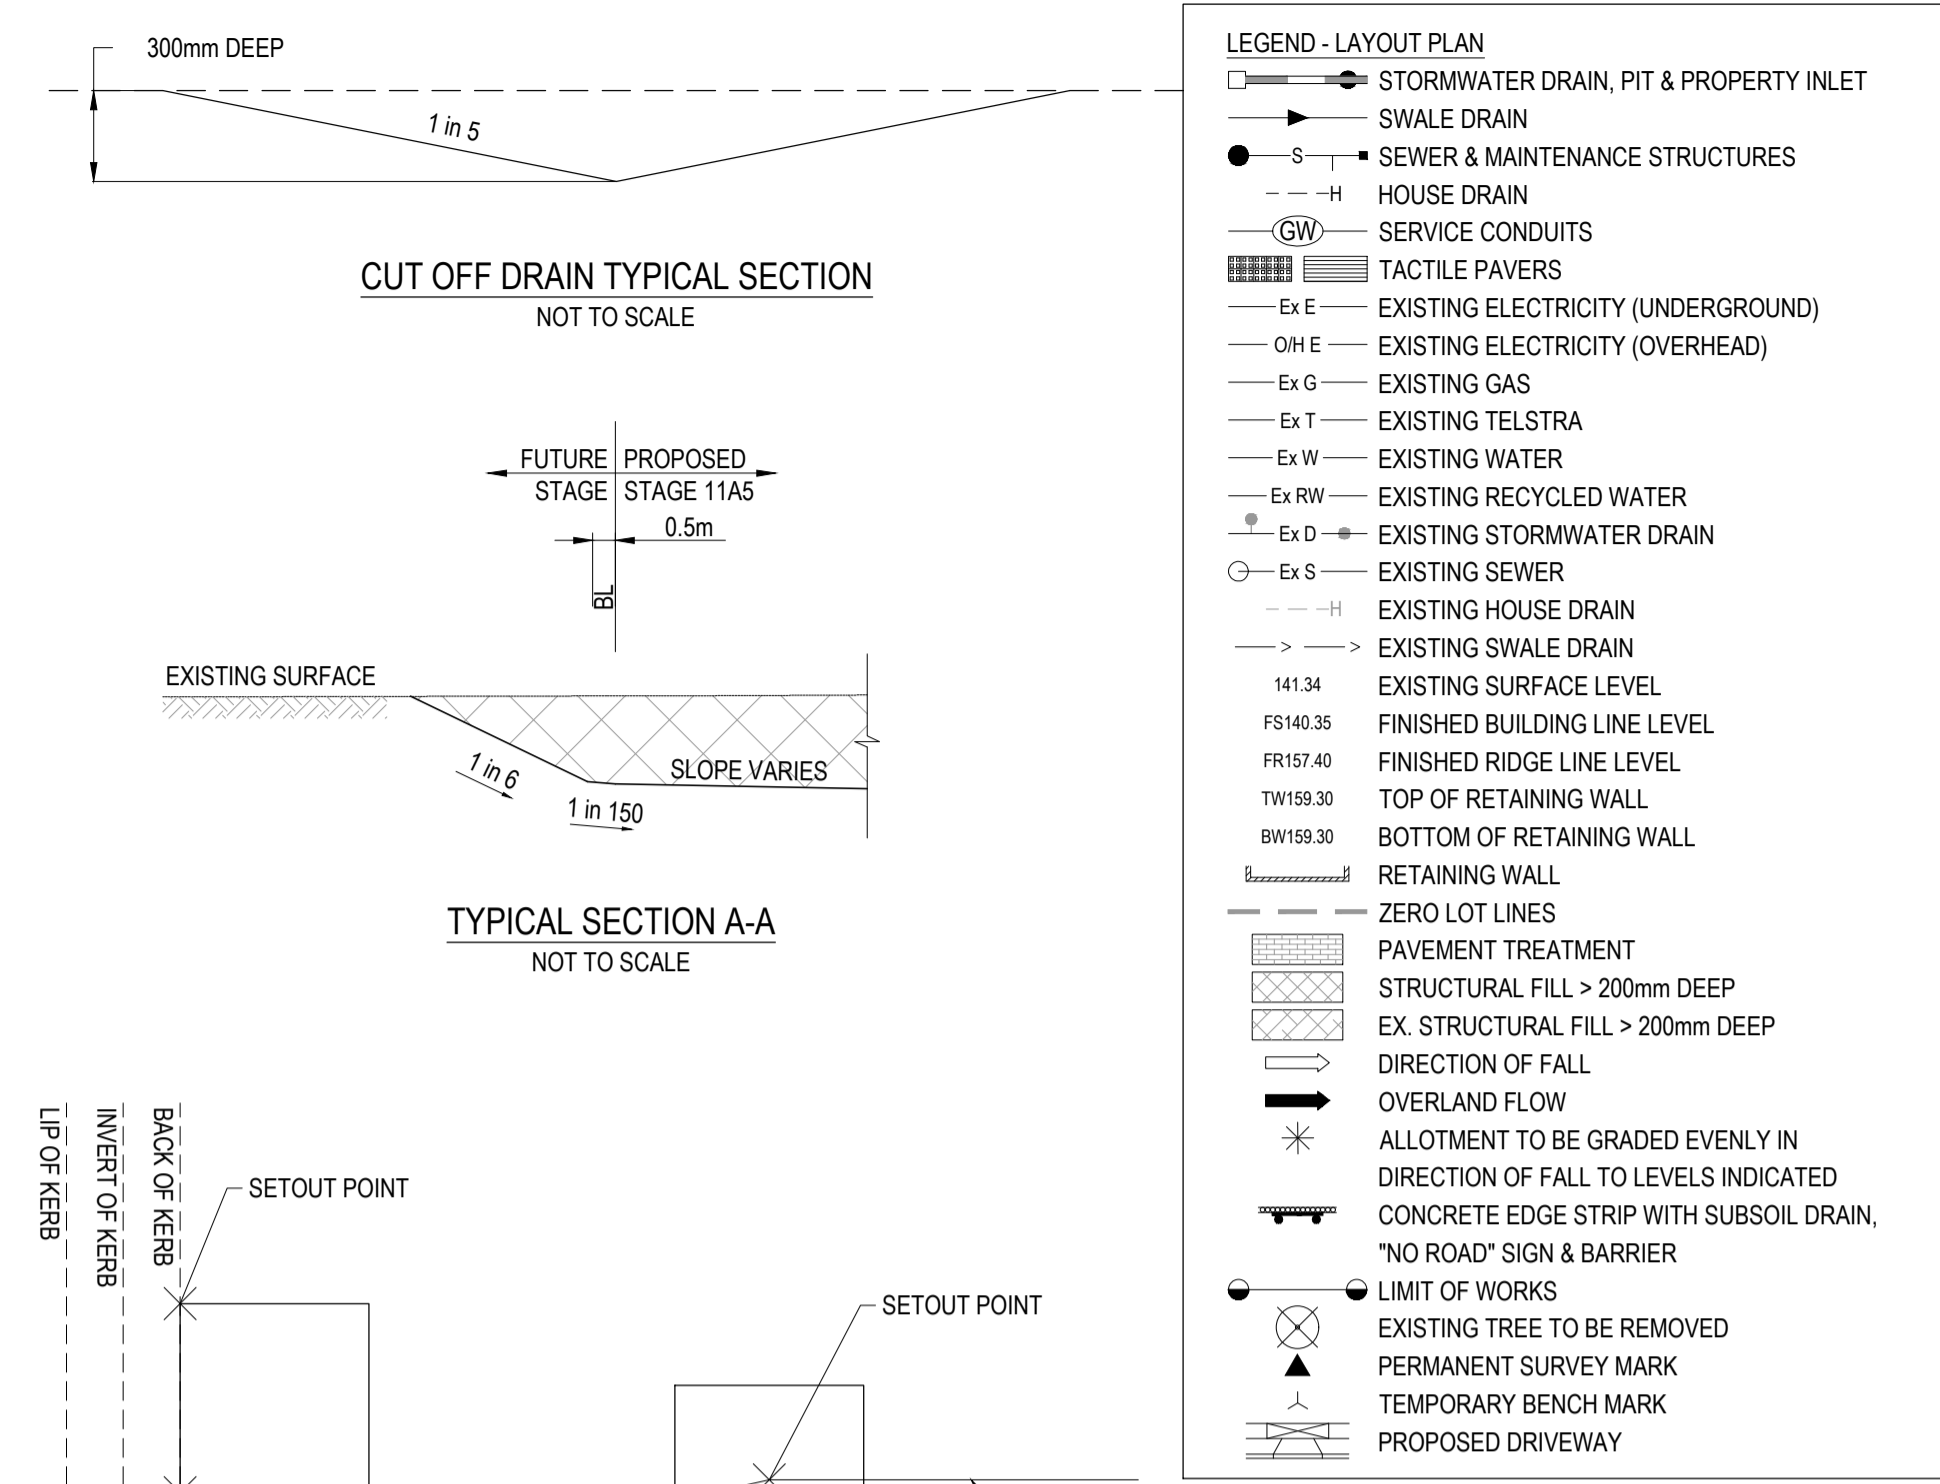 300mm DEEP
1 in 5
CUT OFF DRAIN TYPICAL SECTION
NOT TO SCALE
FUTURE PROPOSED
STAGE STAGE 11A5
0.5m
BL
EXISTING SURFACE
1 in 6
SLOPE VARIES
1 in 150
TYPICAL SECTION A-A
NOT TO SCALE
LIP OF KERB
INVERT OF KERB
BACK OF KERB
SETOUT POINT
SETOUT POINT
LEGEND - LAYOUT PLAN
STORMWATER DRAIN, PIT & PROPERTY INLET
SWALE DRAIN
S SEWER & MAINTENANCE STRUCTURES
H HOUSE DRAIN
GW SERVICE CONDUITS
TACTILE PAVERS
Ex E EXISTING ELECTRICITY (UNDERGROUND)
O/H E EXISTING ELECTRICITY (OVERHEAD)
Ex G EXISTING GAS
Ex T EXISTING TELSTRA
Ex W EXISTING WATER
Ex RW EXISTING RECYCLED WATER
Ex D EXISTING STORMWATER DRAIN
Ex S EXISTING SEWER
H EXISTING HOUSE DRAIN
> > EXISTING SWALE DRAIN
141.34 EXISTING SURFACE LEVEL
FS140.35 FINISHED BUILDING LINE LEVEL
FR157.40 FINISHED RIDGE LINE LEVEL
TW159.30 TOP OF RETAINING WALL
BW159.30 BOTTOM OF RETAINING WALL
RETAINING WALL
ZERO LOT LINES
PAVEMENT TREATMENT
STRUCTURAL FILL > 200mm DEEP
EX. STRUCTURAL FILL > 200mm DEEP
DIRECTION OF FALL
OVERLAND FLOW
ALLOTMENT TO BE GRADED EVENLY IN
DIRECTION OF FALL TO LEVELS INDICATED
CONCRETE EDGE STRIP WITH SUBSOIL DRAIN,
"NO ROAD" SIGN & BARRIER
LIMIT OF WORKS
EXISTING TREE TO BE REMOVED
PERMANENT SURVEY MARK
TEMPORARY BENCH MARK
PROPOSED DRIVEWAY